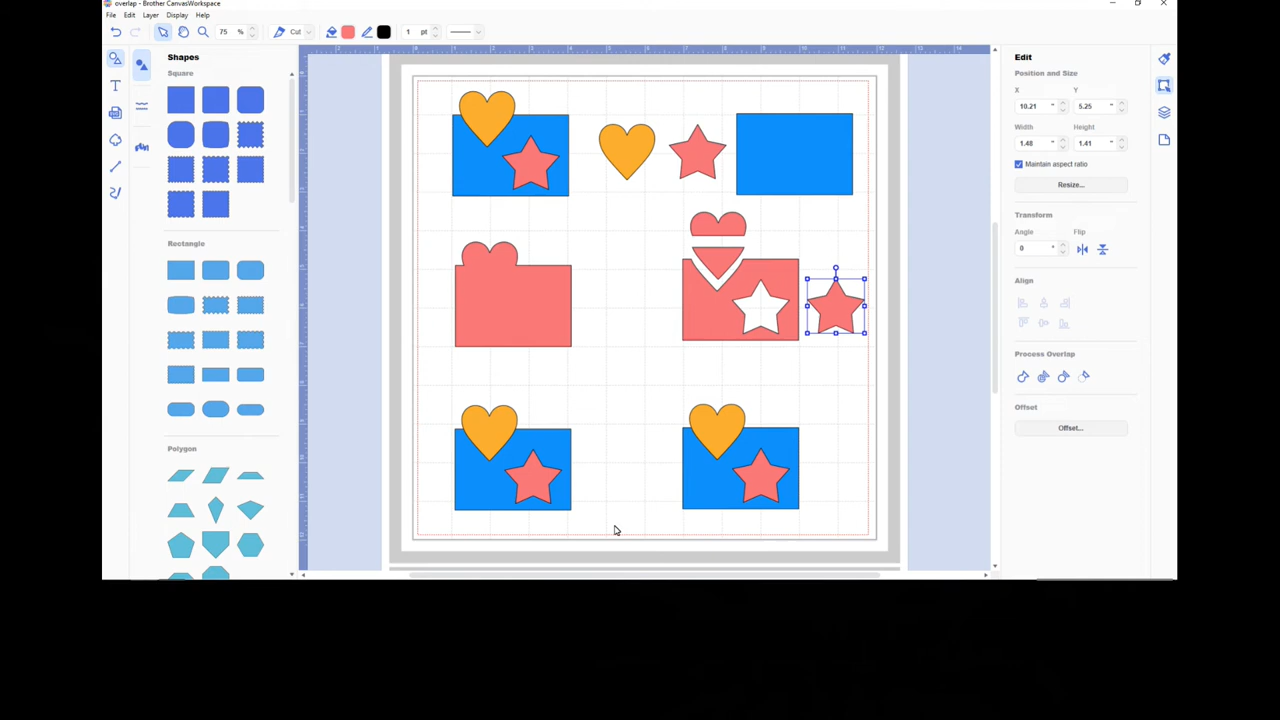 overlap - Brother CanvasWorkspace
File Edit Layer Display Help
75 % Cut 1 pt
Shapes
Square
Rectangle
Polygon
Edit
Position and Size
X Y
10.21 " 5.25 "
Width Height
1.48 " 1.41 "
Maintain aspect ratio
Resize...
Transform
Angle Flip
0 °
Align
Process Overlap
Offset
Offset...